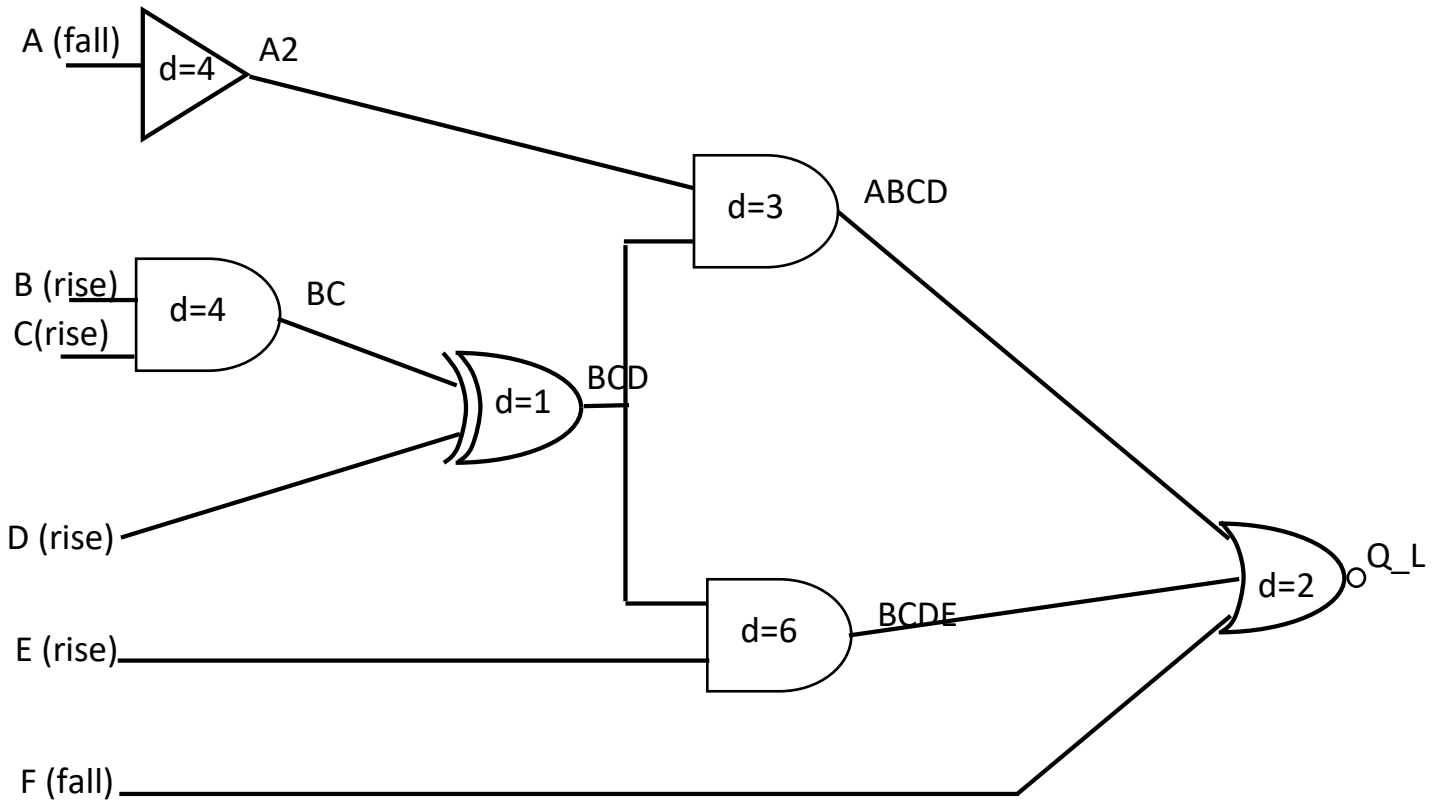 A (fall)
d=4
A2
d=3
ABCD
B (rise)
C(rise)
d=4
BC
d=1
BCD
D (rise)
E (rise)
d=6
BCDE
d=2
Q_L
F (fall)